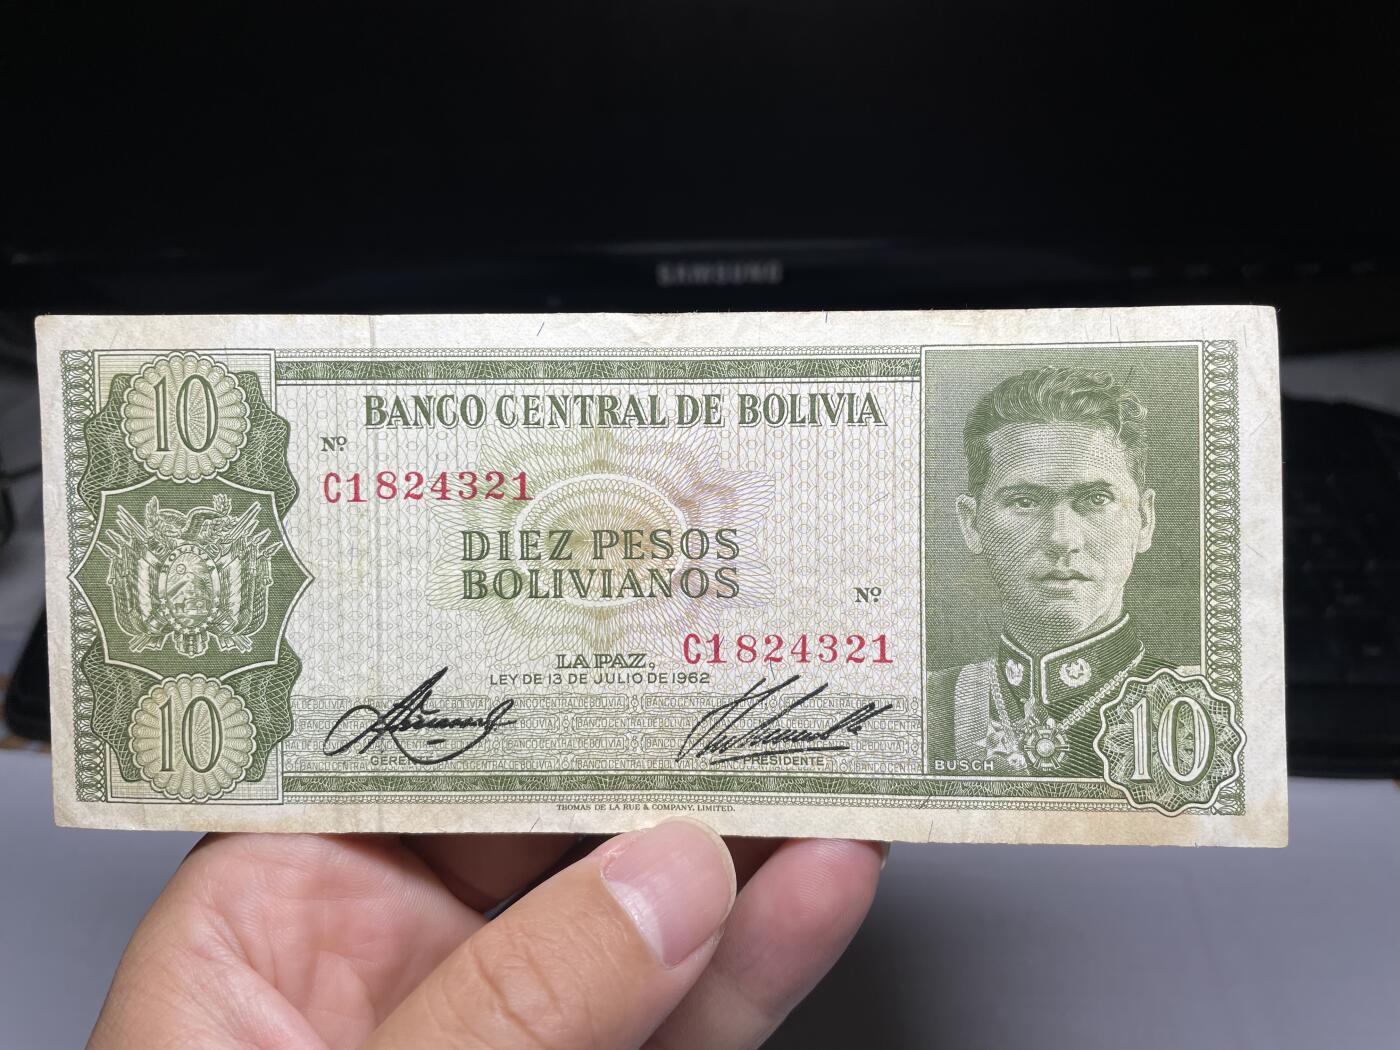 SAMSUNG
10
BANCO CENTRAL DE BOLIVIA
Nº
C1824321
DIEZ PESOS
BOLIVIANOS
Nº
C1824321
LA PAZ,
LEY DE 13 DE JULIO DE 1962
PRESIDENTE
BUSCH
10
10
THOMAS DE LA RUE & COMPANY, LIMITED.